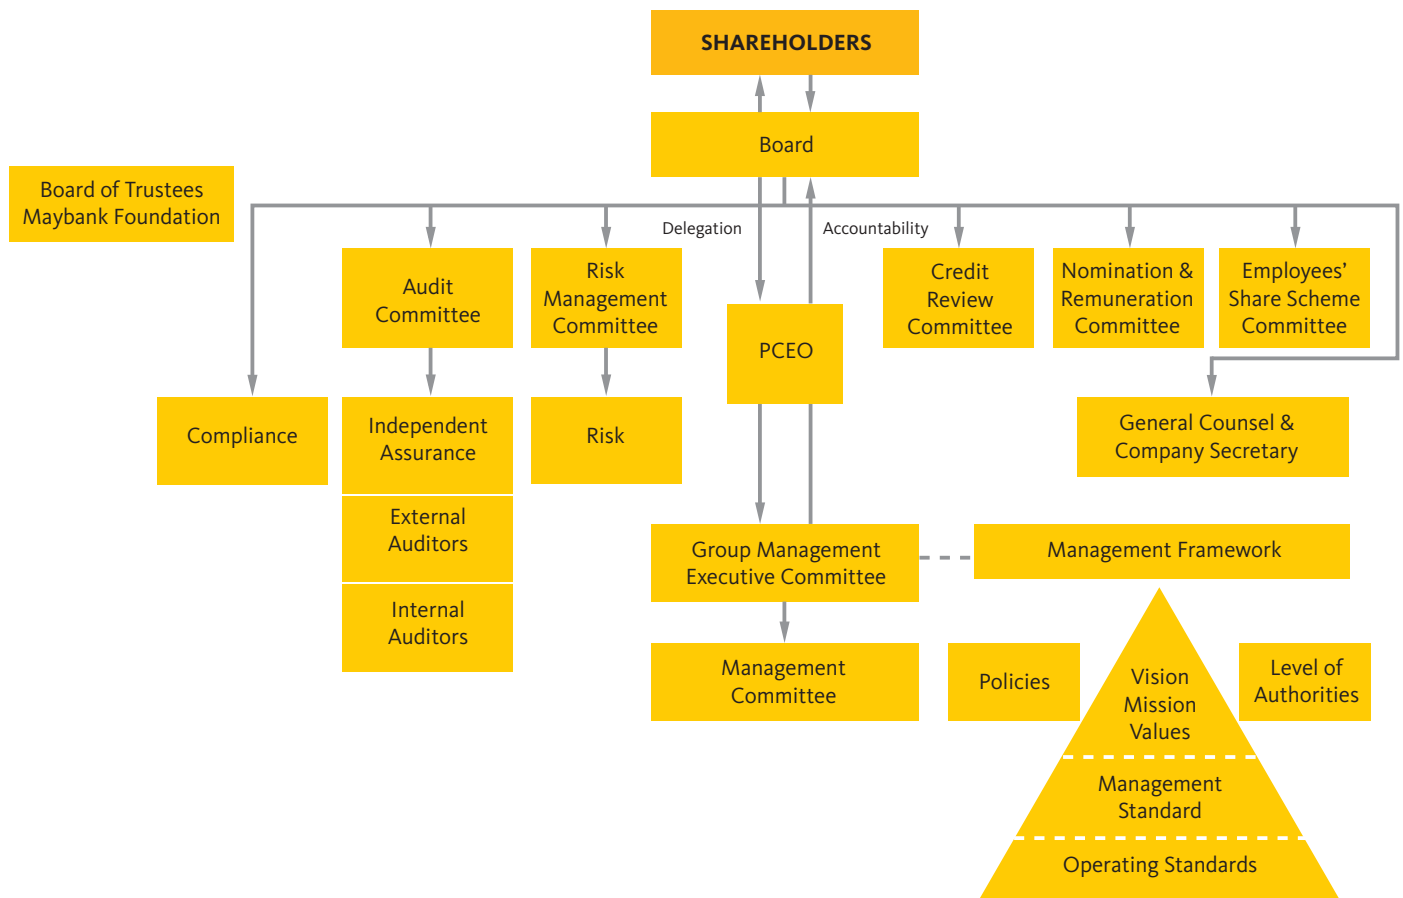 SHAREHOLDERS
Board
Board of Trustees
Maybank Foundation
Delegation
Accountability
Audit
Committee
Risk
Management
Committee
PCEO
Credit
Review
Committee
Nomination &
Remuneration
Committee
Employees’
Share Scheme
Committee
Compliance
Independent
Assurance
Risk
General Counsel &
Company Secretary
External
Auditors
Internal
Auditors
Group Management
Executive Committee
Management Framework
Management
Committee
Policies
Vision
Mission
Values
Level of
Authorities
Management
Standard
Operating Standards